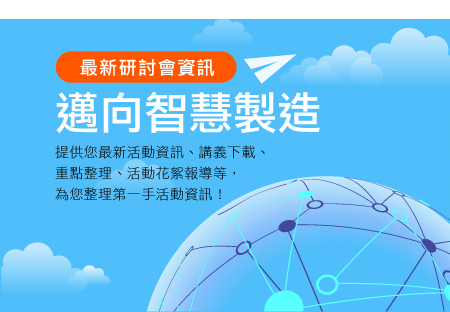 最新研討會資訊
邁向智慧製造
提供您最新活動資訊、講義下載、
重點整理、活動花絮報導等，
為您整理第一手活動資訊！